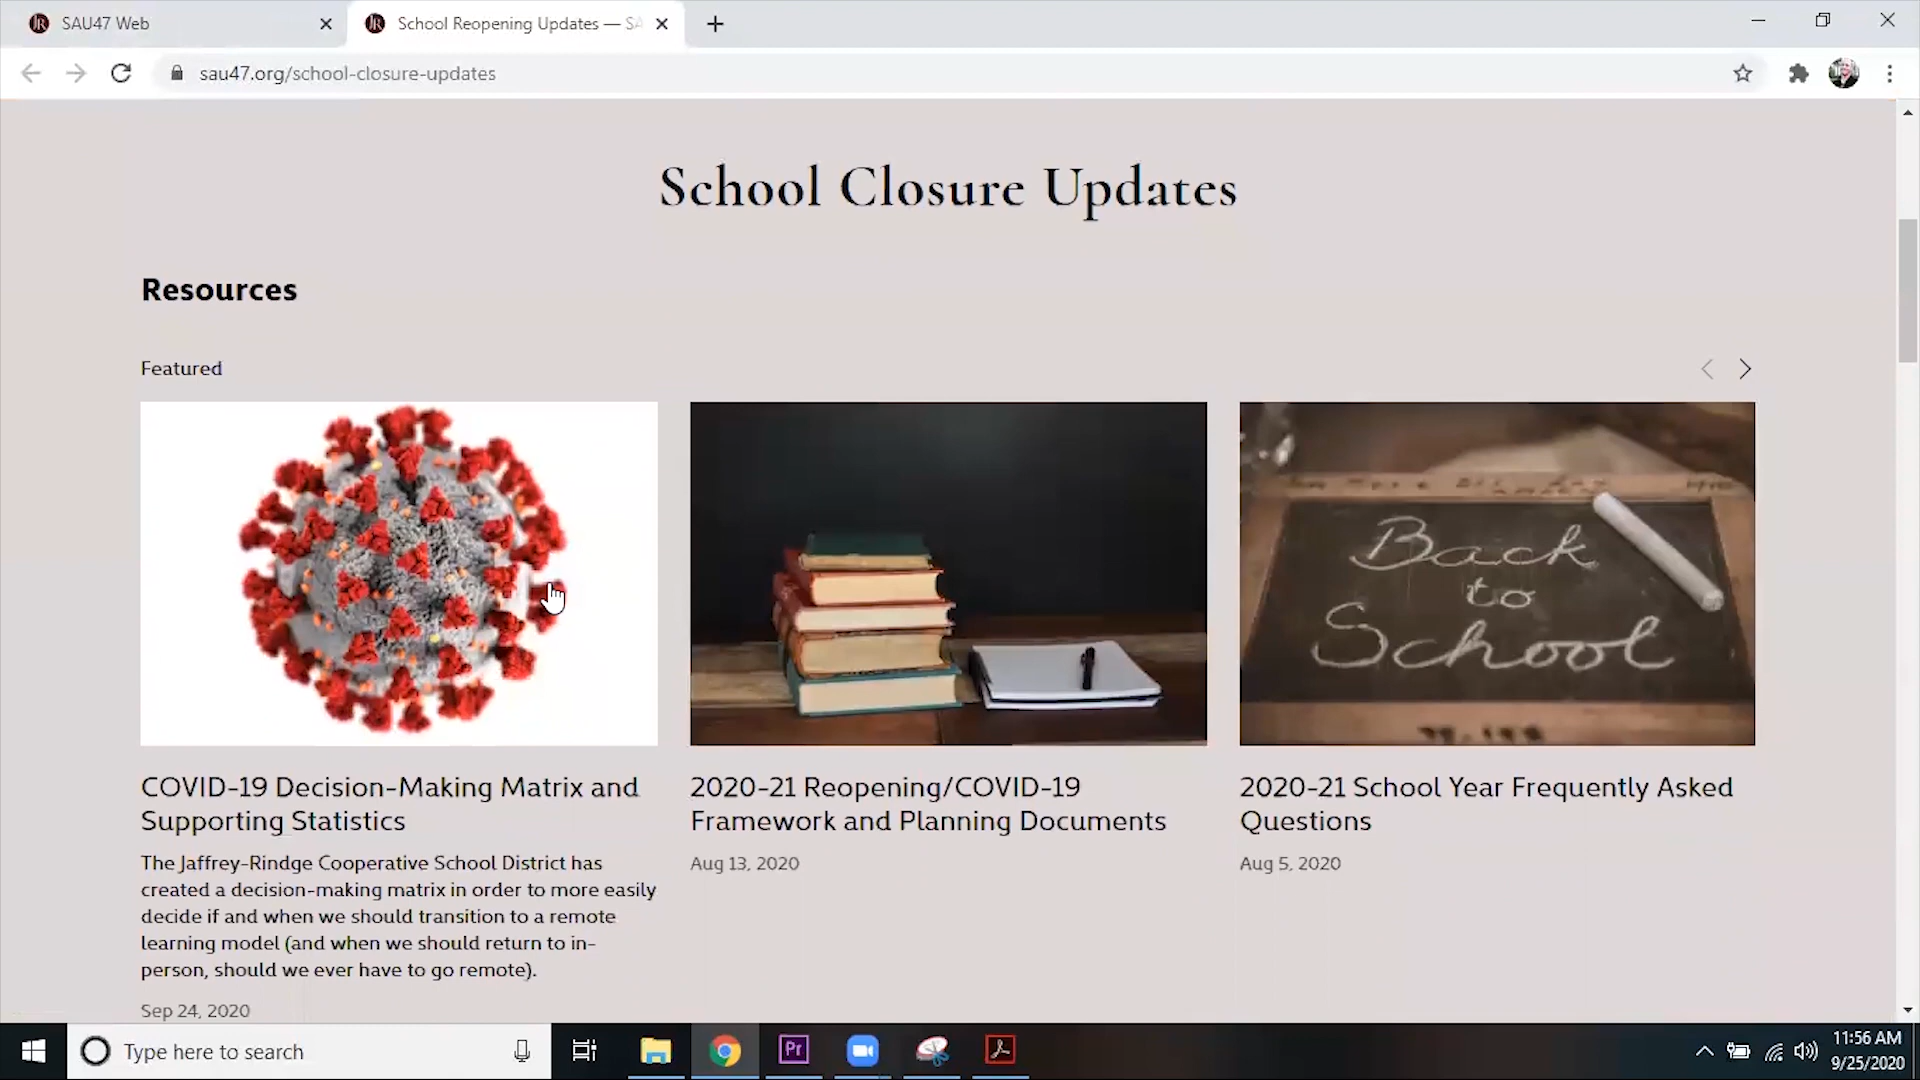 SAU47 Web
School Reopening Updates — SA
sau47.org/school-closure-updates
School Closure Updates
Resources
Featured
Back
to
School
COVID-19 Decision-Making Matrix and
Supporting Statistics
The Jaffrey-Rindge Cooperative School District has
created a decision-making matrix in order to more easily
decide if and when we should transition to a remote
learning model (and when we should return to in-
person, should we ever have to go remote).
Sep 24, 2020
2020-21 Reopening/COVID-19
Framework and Planning Documents
Aug 13, 2020
2020-21 School Year Frequently Asked
Questions
Aug 5, 2020
Type here to search
Pr
11:56 AM
9/25/2020